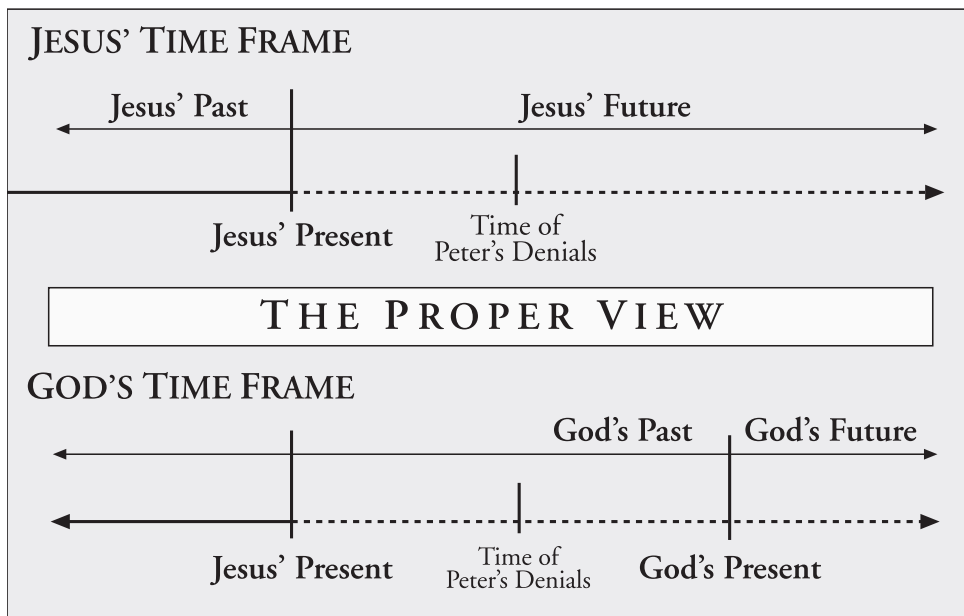 JESUS’ TIME FRAME
Jesus’ Past
Jesus’ Future
Jesus’ Present
Time of
Peter’s Denials
THE PROPER VIEW
GOD’S TIME FRAME
God’s Past
God’s Future
Jesus’ Present
Time of
Peter’s Denials
God’s Present